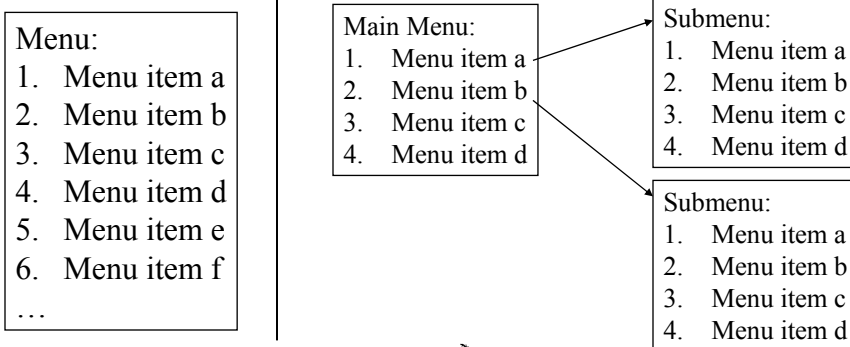 Menu:
1. Menu item a
2. Menu item b
3. Menu item c
4. Menu item d
5. Menu item e
6. Menu item f
…
Main Menu:
1. Menu item a
2. Menu item b
3. Menu item c
4. Menu item d
Submenu:
1. Menu item a
2. Menu item b
3. Menu item c
4. Menu item d
Submenu:
1. Menu item a
2. Menu item b
3. Menu item c
4. Menu item d